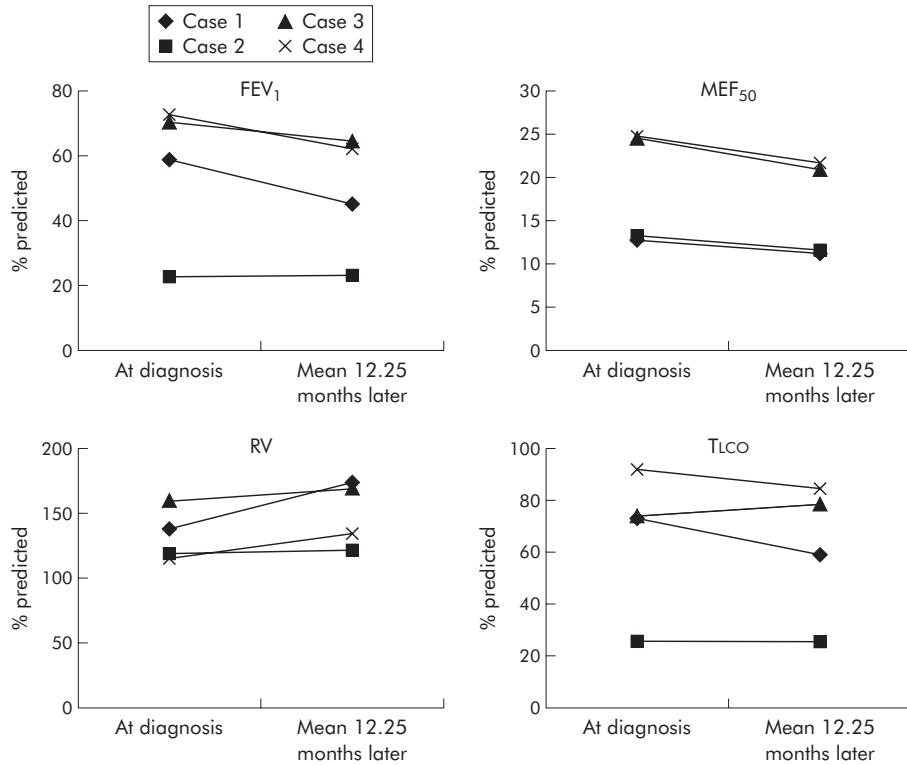 Case 1 Case 3
Case 2 Case 4
FEV1
80
60
40
20
0
% predicted
At diagnosis Mean 12.25
months later
MEF50
30
25
20
15
10
5
0
% predicted
At diagnosis Mean 12.25
months later
RV
200
150
100
50
0
% predicted
At diagnosis Mean 12.25
months later
TLCO
100
80
60
40
20
0
% predicted
At diagnosis Mean 12.25
months later